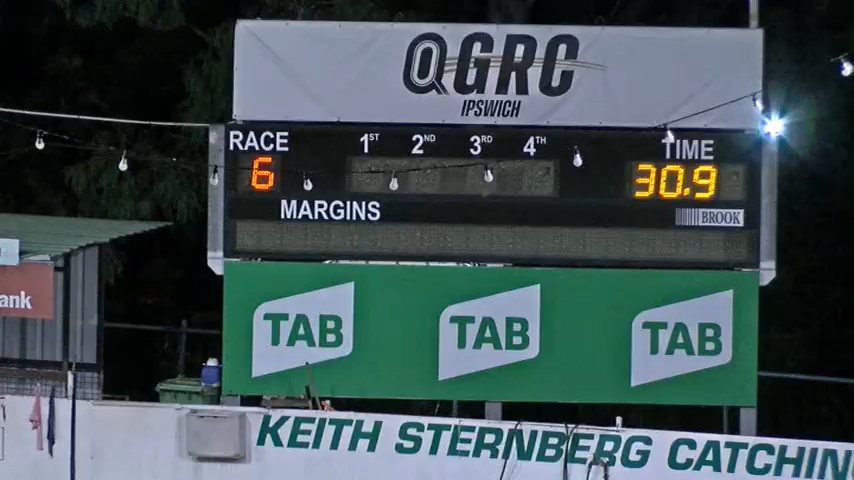 QGRC
IPSWICH
RACE 1ST 2ND 3RD 4TH TIME
6 30.9
MARGINS BROOK
ank
TAB TAB TAB
KEITH STERNBERG CATCHIN